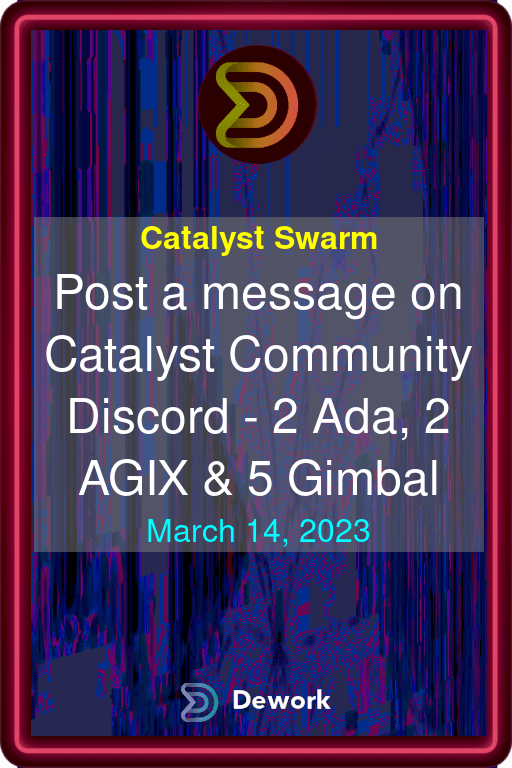 Catalyst Swarm
Post a message on
Catalyst Community
Discord - 2 Ada, 2
AGIX & 5 Gimbal
March 14, 2023
Dework